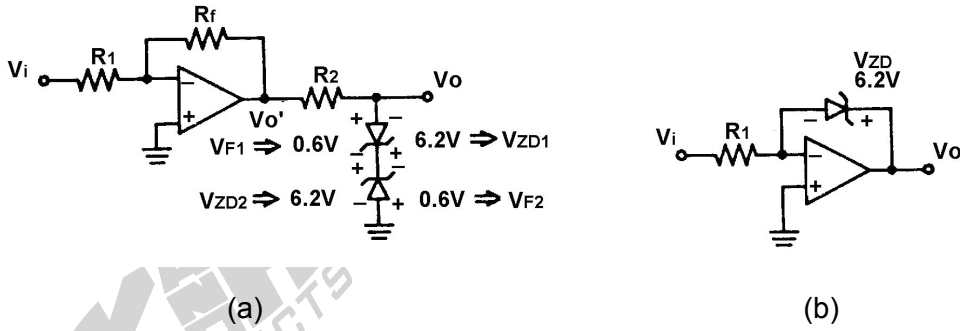 Rf
R1
Vi
R2
Vo
Vo'
VF1 ⇒ 0.6V
6.2V ⇒ VZD1
VZD2 ⇒ 6.2V
0.6V ⇒ VF2
(a)
VZD
6.2V
Vi
R1
Vo
(b)